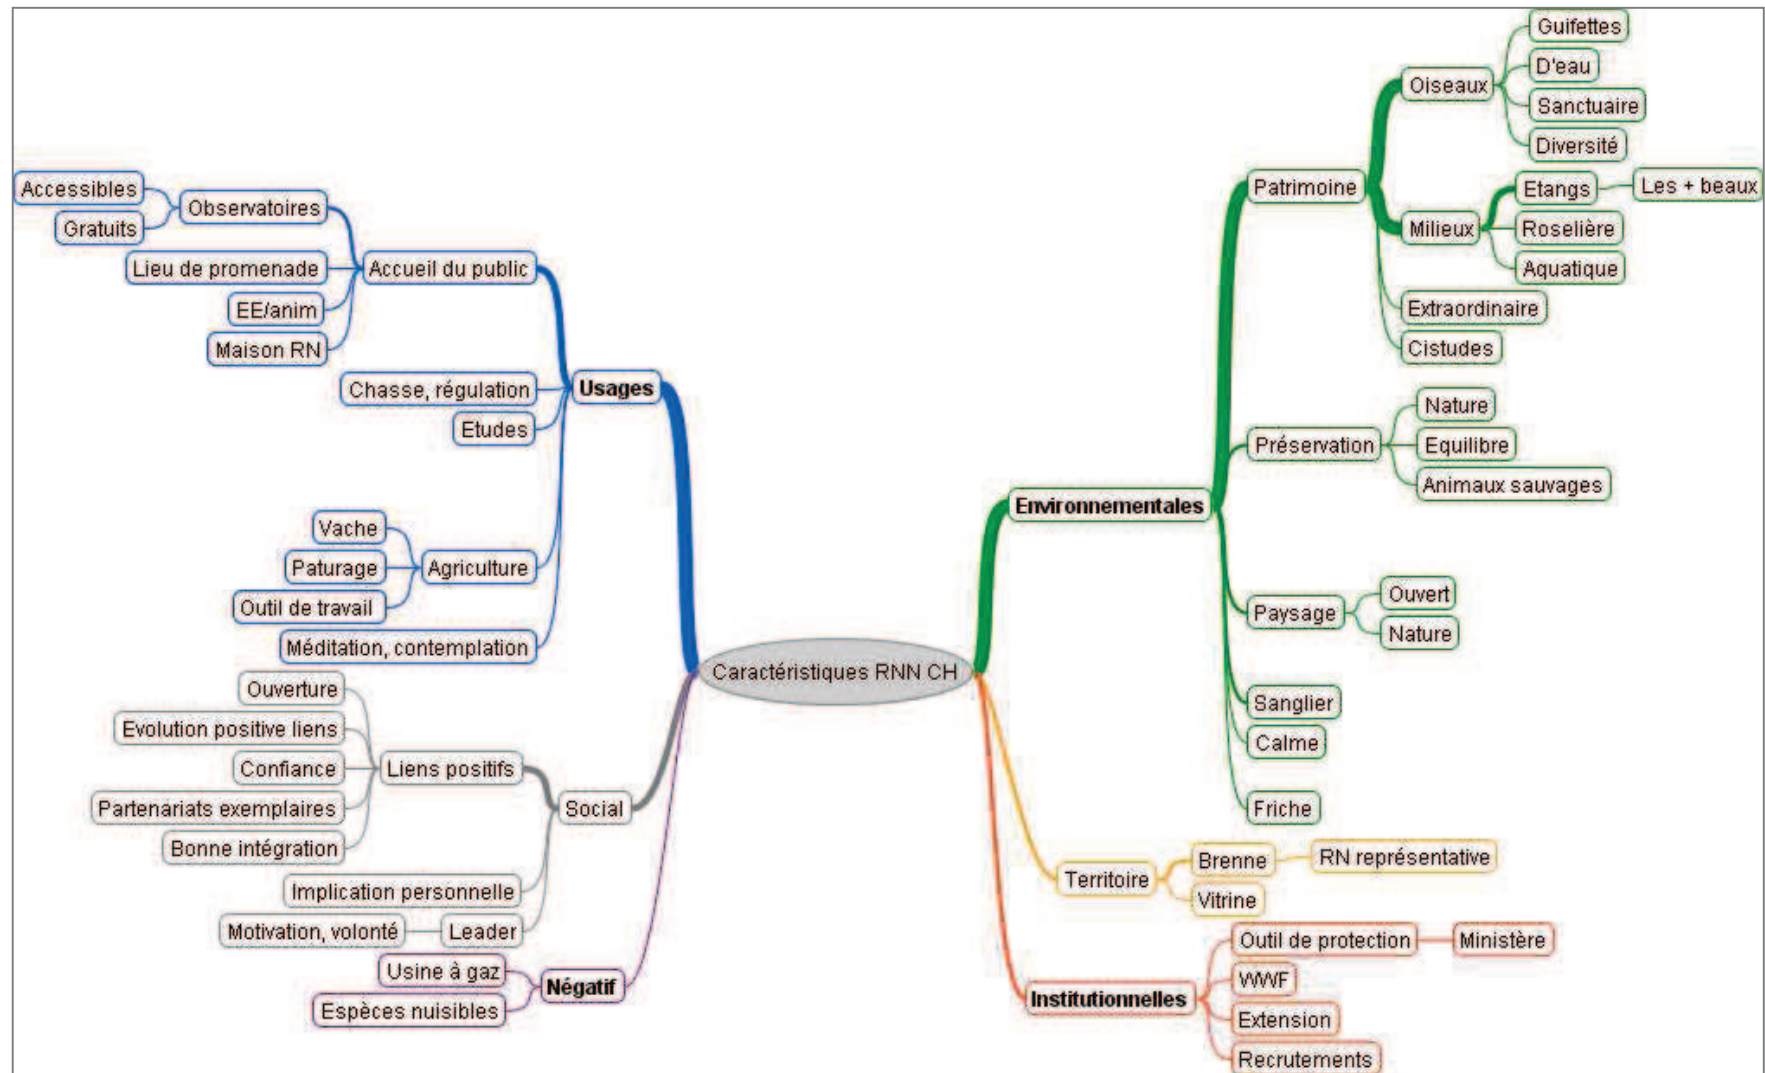 Caractéristiques RNN CH
Usages
Accueil du public
Observatoires
Accessibles
Gratuits
Lieu de promenade
EE/anim
Maison RN
Chasse, régulation
Etudes
Agriculture
Vache
Paturage
Outil de travail
Méditation, contemplation
Social
Liens positifs
Ouverture
Evolution positive liens
Confiance
Partenariats exemplaires
Bonne intégration
Implication personnelle
Leader
Motivation, volonté
Négatif
Usine à gaz
Espèces nuisibles
Environnementales
Patrimoine
Oiseaux
Guifettes
D'eau
Sanctuaire
Diversité
Milieux
Etangs
Les + beaux
Roselière
Aquatique
Extraordinaire
Cistudes
Préservation
Nature
Equilibre
Animaux sauvages
Paysage
Ouvert
Nature
Sanglier
Calme
Friche
Territoire
Brenne
RN représentative
Vitrine
Institutionnelles
Outil de protection
Ministère
WWF
Extension
Recrutements